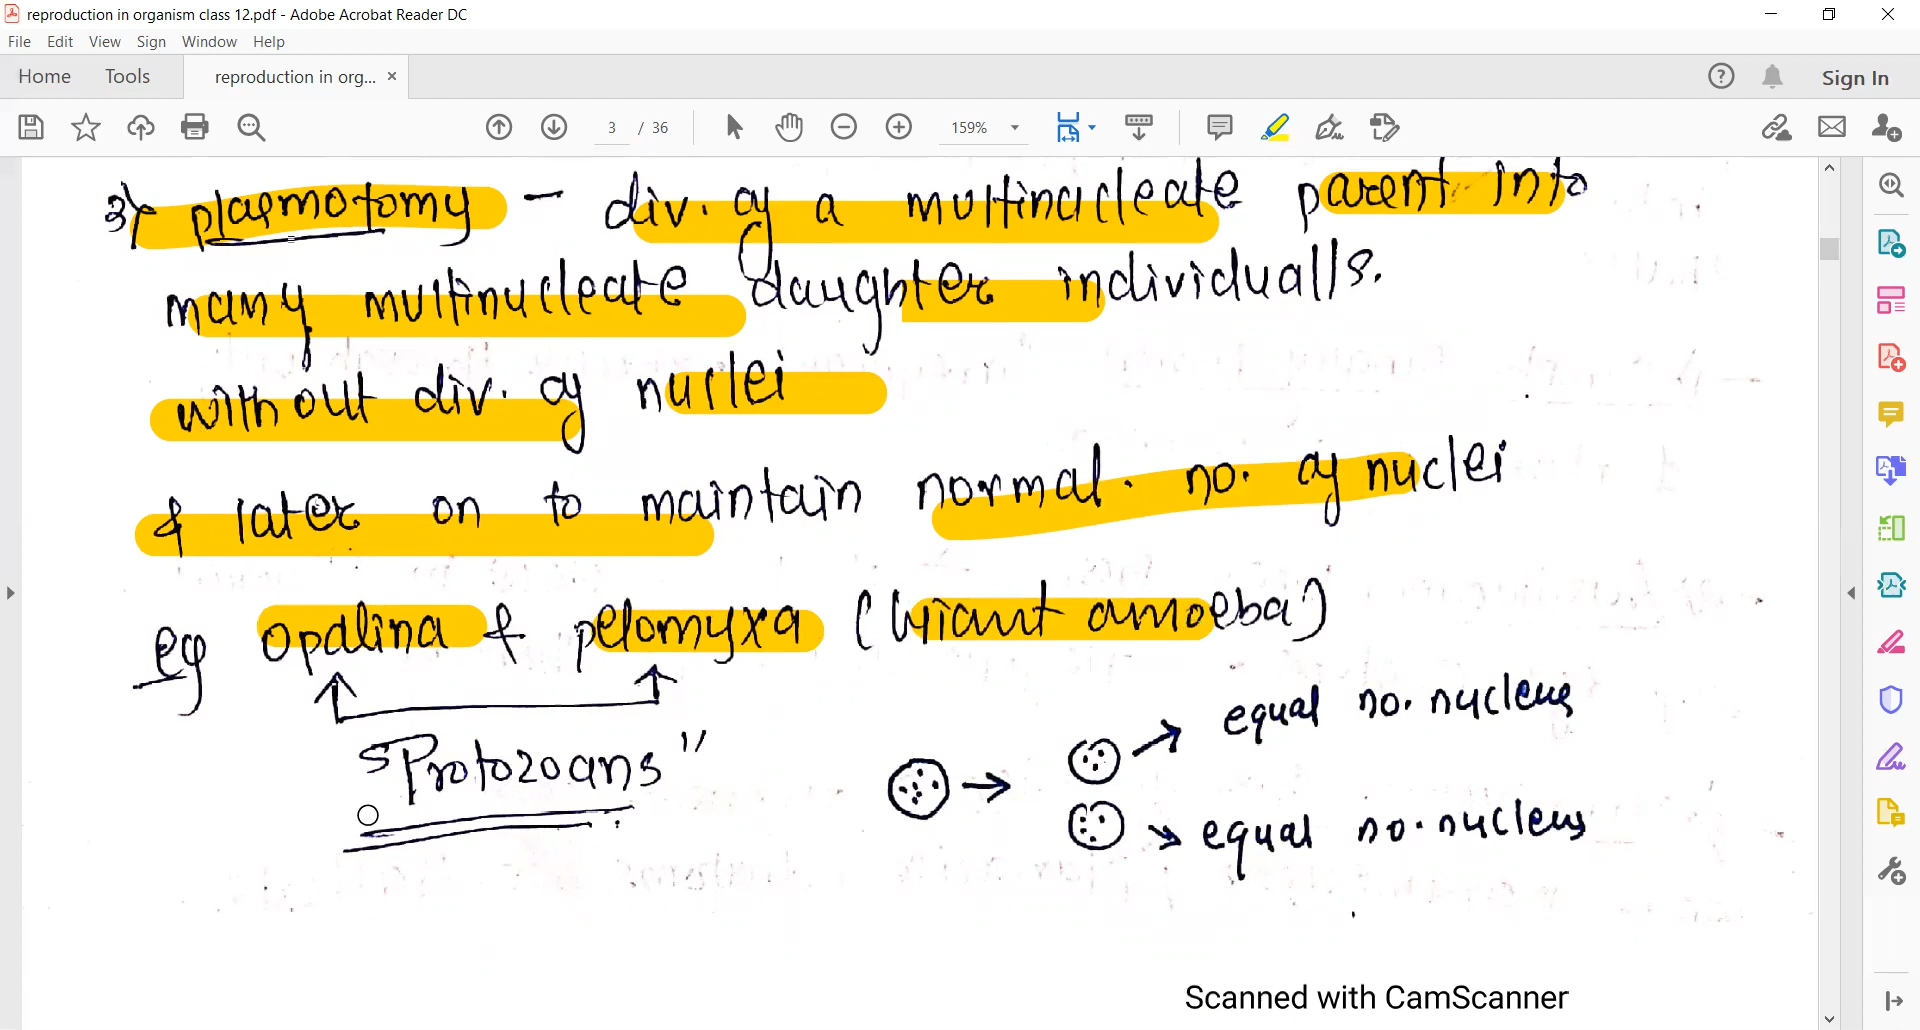 reproduction in organism class 12.pdf - Adobe Acrobat Reader DC
File Edit View Sign Window Help
Home Tools reproduction in org... × Sign In
3 / 36 159%
3) plasmotomy - div. of a multinucleate parent into
many multinucleate daughter individualls.
without div. of nuclei
& later on to maintain normal. no. of nuclei
eg opalina & pelomyxa (Giant amoeba)
"Protozoans"
equal no. nucleus
equal no. nucleus
Scanned with CamScanner